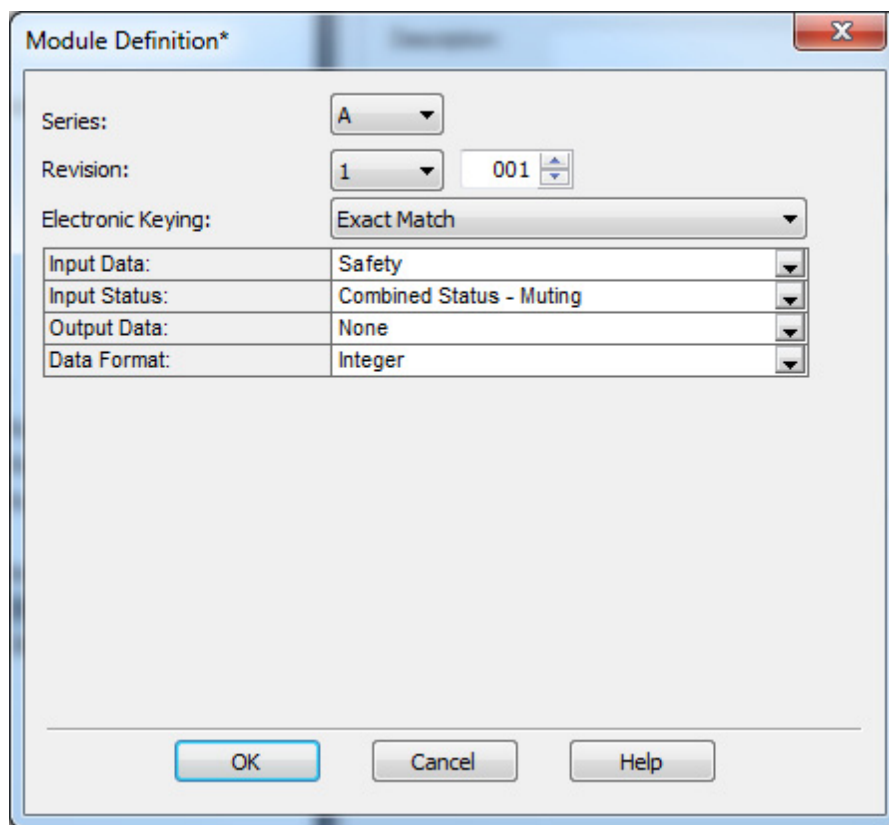 Module Definition*
Description
Series: A
Revision: 1 001
Electronic Keying: Exact Match
Input Data: Safety
Input Status: Combined Status - Muting
Output Data: None
Data Format: Integer
OK Cancel Help